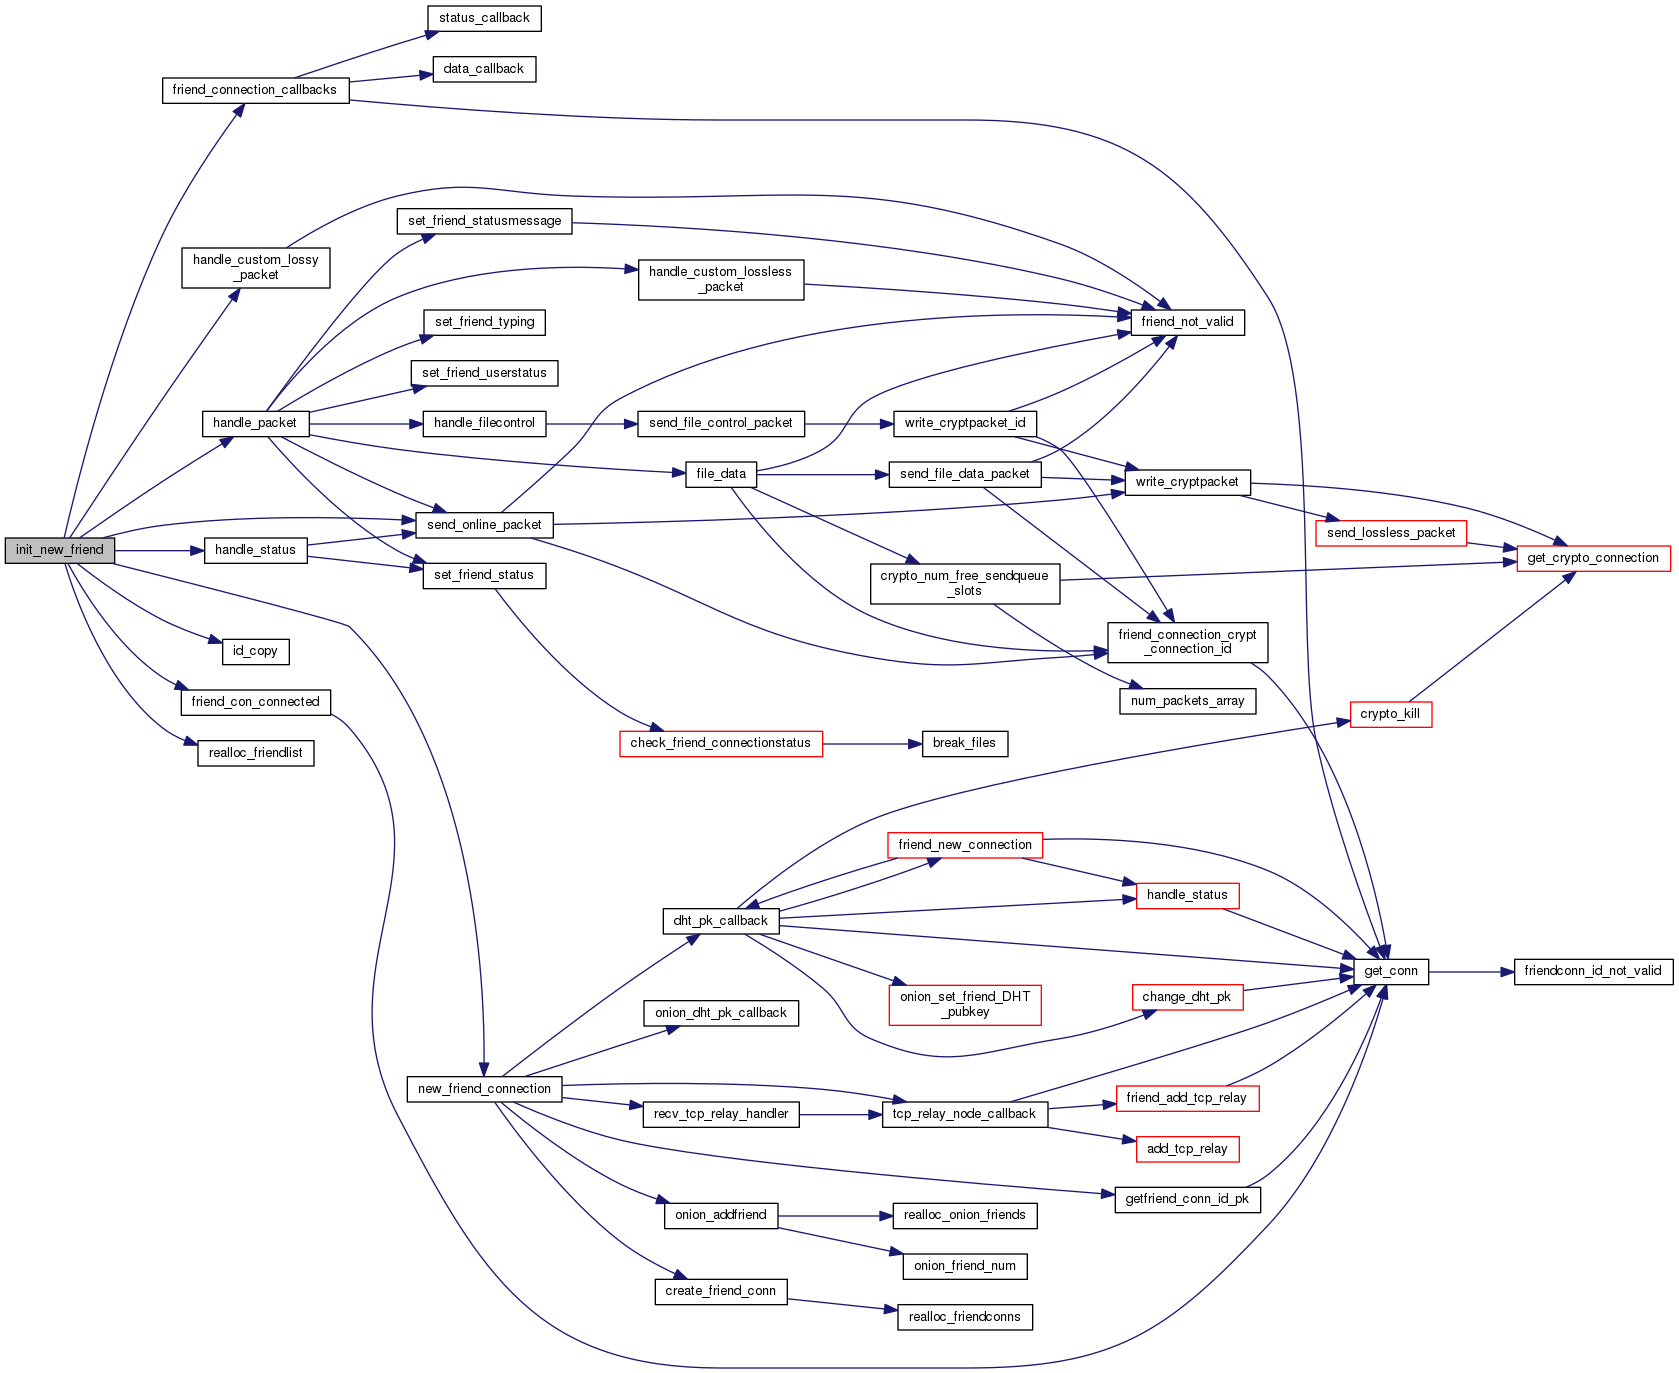 status_callback
data_callback
friend_connection_callbacks
set_friend_statusmessage
handle_custom_lossy
_packet
handle_custom_lossless
_packet
set_friend_typing
friend_not_valid
set_friend_userstatus
handle_packet
handle_filecontrol
send_file_control_packet
write_cryptpacket_id
file_data
send_file_data_packet
write_cryptpacket
send_online_packet
send_lossless_packet
init_new_friend
handle_status
get_crypto_connection
set_friend_status
crypto_num_free_sendqueue
_slots
friend_connection_crypt
_connection_id
id_copy
friend_con_connected
num_packets_array
crypto_kill
realloc_friendlist
check_friend_connectionstatus
break_files
friend_new_connection
handle_status
dht_pk_callback
get_conn
friendconn_id_not_valid
onion_set_friend_DHT
_pubkey
change_dht_pk
onion_dht_pk_callback
new_friend_connection
friend_add_tcp_relay
recv_tcp_relay_handler
tcp_relay_node_callback
add_tcp_relay
getfriend_conn_id_pk
onion_addfriend
realloc_onion_friends
onion_friend_num
create_friend_conn
realloc_friendconns